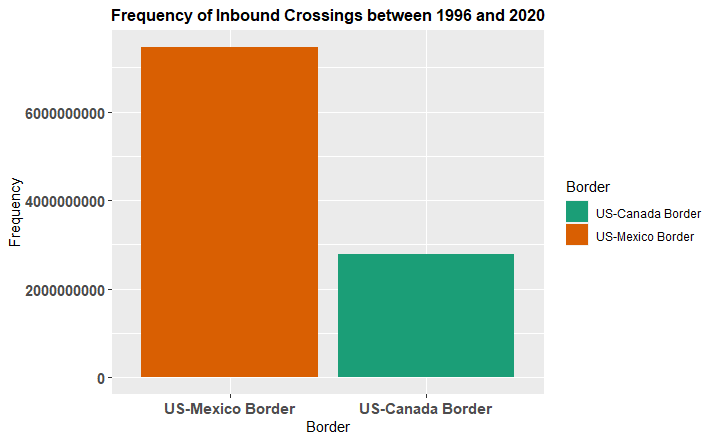 Frequency of Inbound Crossings between 1996 and 2020
Frequency
6000000000
4000000000
2000000000
0
US-Mexico Border
US-Canada Border
Border
Border
US-Canada Border
US-Mexico Border